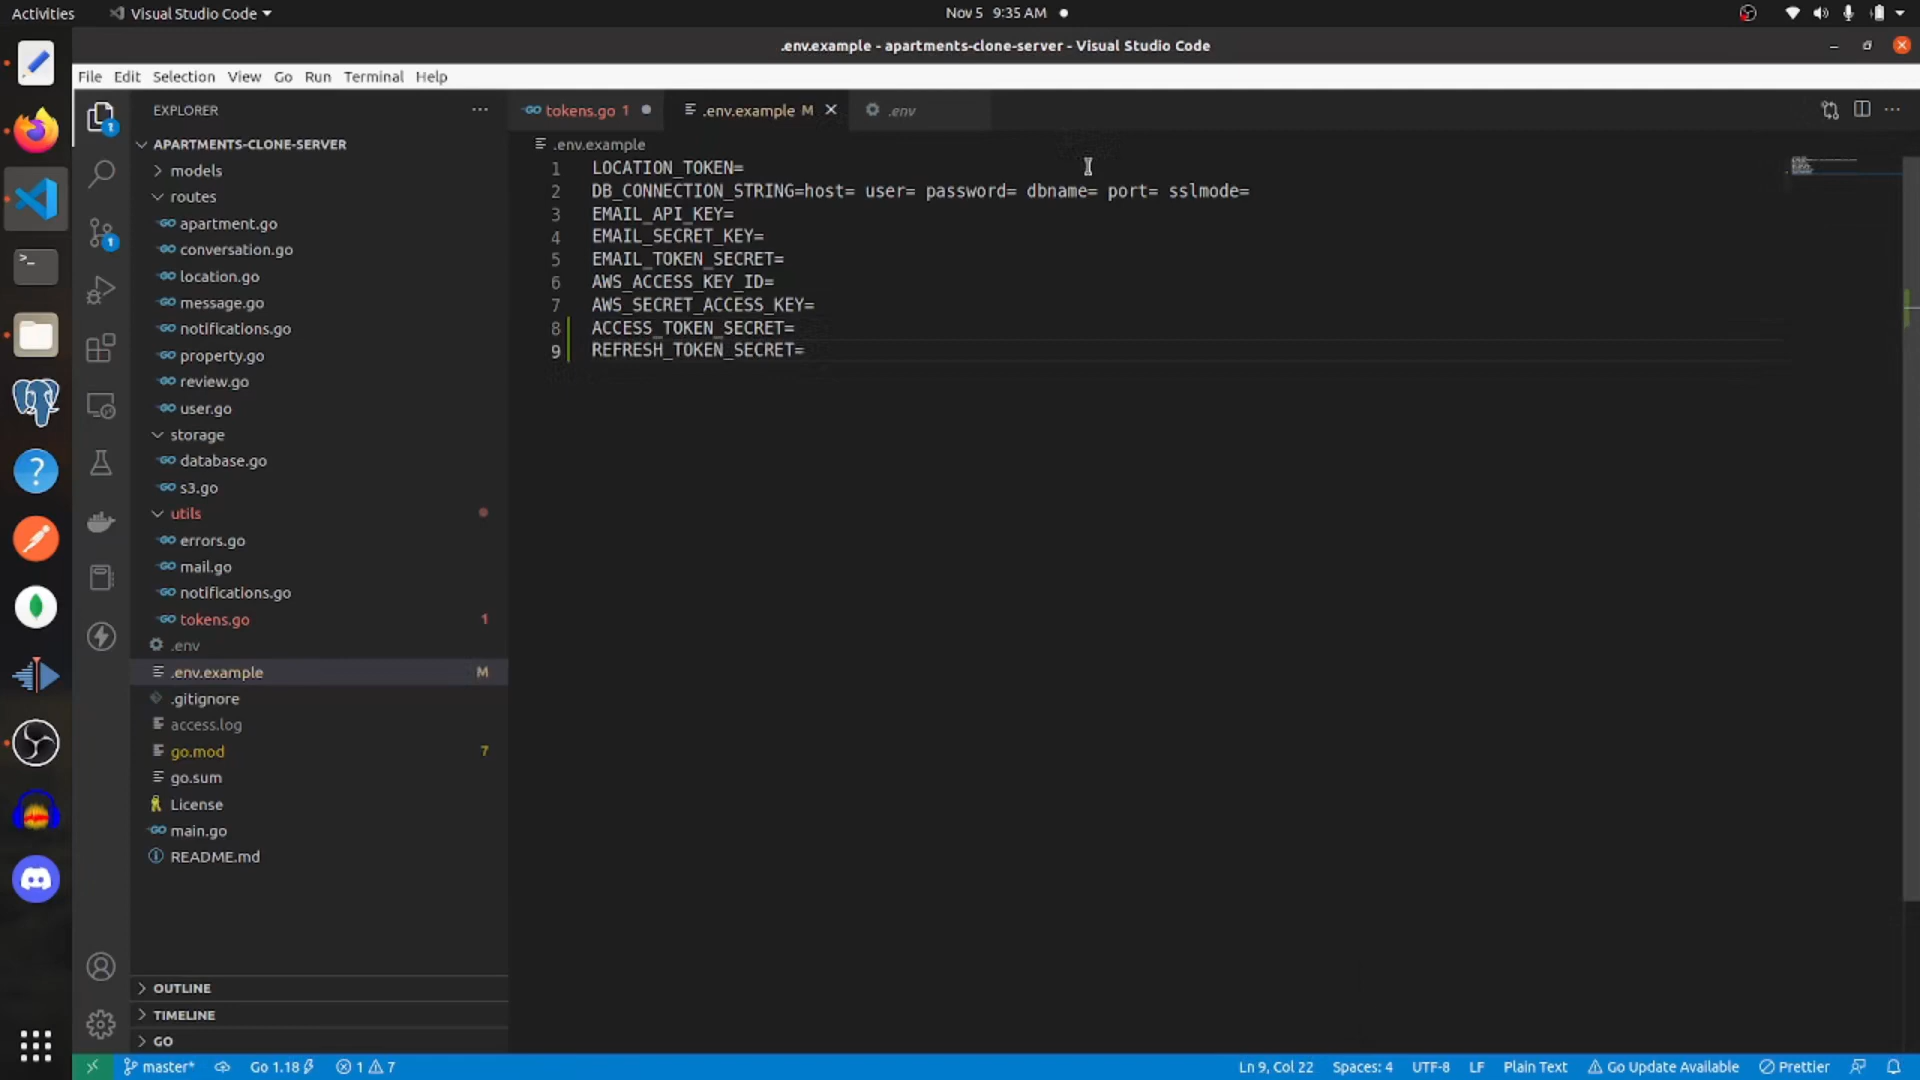 Activities
Visual Studio Code
Nov 5 9:35 AM
.env.example - apartments-clone-server - Visual Studio Code
File Edit Selection View Go Run Terminal Help
EXPLORER
tokens.go 1
.env.example M
.env
APARTMENTS-CLONE-SERVER
models
routes
apartment.go
conversation.go
location.go
message.go
notifications.go
property.go
review.go
user.go
storage
database.go
s3.go
utils
errors.go
mail.go
notifications.go
tokens.go 1
.env
.env.example M
.gitignore
access.log
go.mod 7
go.sum
License
main.go
README.md
OUTLINE
TIMELINE
GO
.env.example
1 LOCATION_TOKEN=
2 DB_CONNECTION_STRING=host= user= password= dbname= port= sslmode=
3 EMAIL_API_KEY=
4 EMAIL_SECRET_KEY=
5 EMAIL_TOKEN_SECRET=
6 AWS_ACCESS_KEY_ID=
7 AWS_SECRET_ACCESS_KEY=
8 ACCESS_TOKEN_SECRET=
9 REFRESH_TOKEN_SECRET=
master* Go 1.18 1 7 Ln 9, Col 22 Spaces: 4 UTF-8 LF Plain Text Go Update Available Prettier